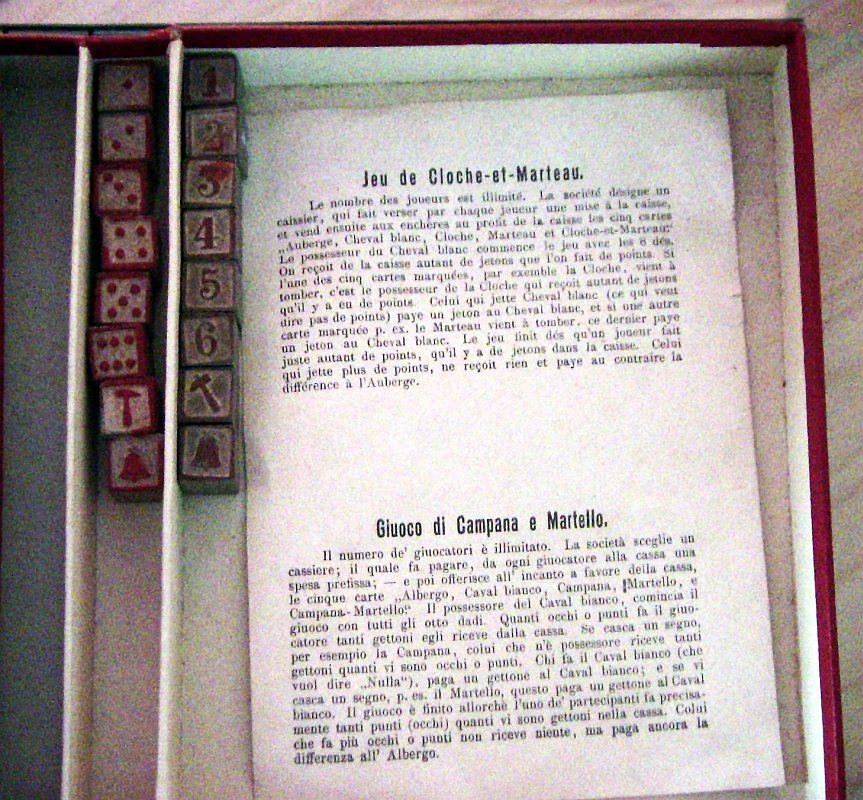 1
2
3
4
5
6
Jeu de Cloche-et-Marteau.
Le nombre des joueurs est illimité. La société désigne un
caissier, qui fait verser par chaque joueur une mise à la caisse,
et vend ensuite aux enchères au profit de la caisse les cinq cartes
„Auberge, Cheval blanc, Cloche, Marteau et Cloche-et-Marteau.“
Le possesseur du Cheval blanc commence le jeu avec les 8 dés.
On reçoit de la caisse autant de jetons que l'on fait de points. Si
l'une des cinq cartes marquées, par exemble la Cloche, vient à
tomber, c'est le possesseur de la Cloche qui reçoit autant de jetons
qu'il y a eu de points. Celui qui jette Cheval blanc (ce qui veut
dire pas de points) paye un jeton au Cheval blanc, et si une autre
carte marquée p. ex. le Marteau vient à tomber, ce dernier paye
un jeton au Cheval blanc. Le jeu finit dés qu'un joueur fait
juste autant de points, qu'il y a de jetons dans la caisse. Celui
qui jette plus de points, ne reçoit rien et paye au contraire la
différence à l'Auberge.
Giuoco di Campana e Martello.
Il numero de' giuocatori è illimitato. La società sceglie un
cassiere; il quale fa pagare, da ogni giuocatore alla cassa una
spesa prefissa; — e poi offerisce all' incanto a favore della cassa,
le cinque carte „Albergo, Caval bianco, Campana, Martello, e
Campana-Martello.“ Il possessore del Caval bianco, comincia il
giuoco con tutti gli otto dadi. Quanti occhi o punti fa il giuo-
catore tanti gettoni egli riceve dalla cassa. Se casca un segno,
per esempio la Campana, colui che n'è possessore riceve tanti
gettoni quanti vi sono occhi o punti. Chi fa il Caval bianco (che
vuol dire „Nulla“), paga un gettone al Caval bianco; e se vi
casca un segno, p. es. il Martello, questo paga un gettone al Caval
bianco. Il giuoco è finito allorchè l'uno de' partecipanti fa precisa-
mente tanti punti (occhi) quanti vi sono gettoni nella cassa. Colui
che fa più occhi o punti non riceve niente, ma paga ancora la
differenza all' Albergo.